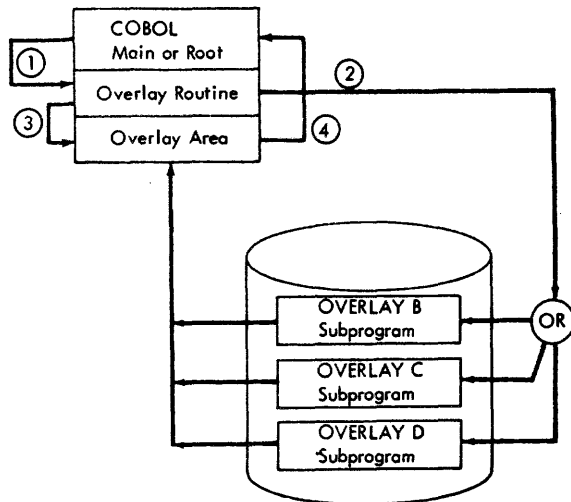 COBOL
Main or Root
1
2
Overlay Routine
3
4
Overlay Area
OVERLAY B
Subprogram
OR
OVERLAY C
Subprogram
OVERLAY D
Subprogram